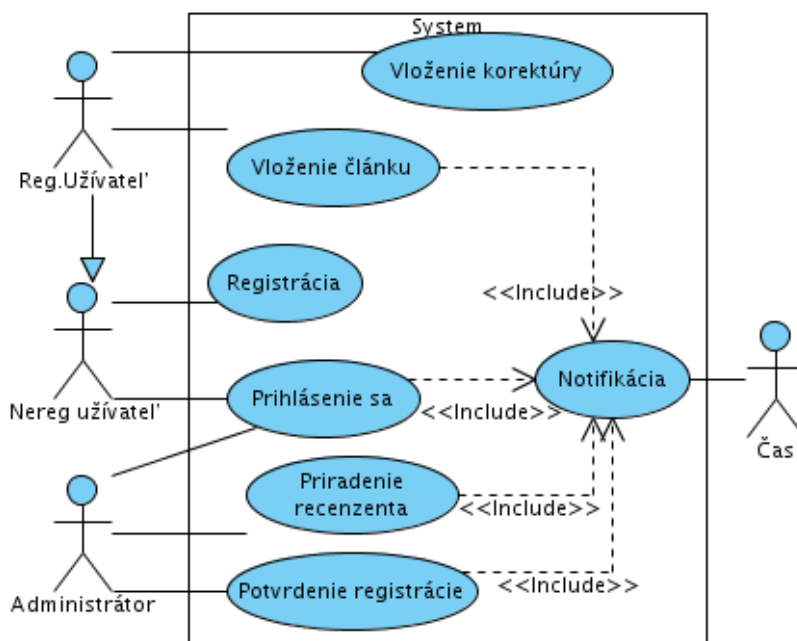 System
Vloženie korektúry
Reg.Užívateľ
Vloženie článku
Registrácia
<<Include>>
Nereg užívateľ
Prihlásenie sa
<<Include>>
Notifikácia
Čas
Priradenie
recenzenta
<<Include>>
Administrátor
Potvrdenie registrácie
<<Include>>